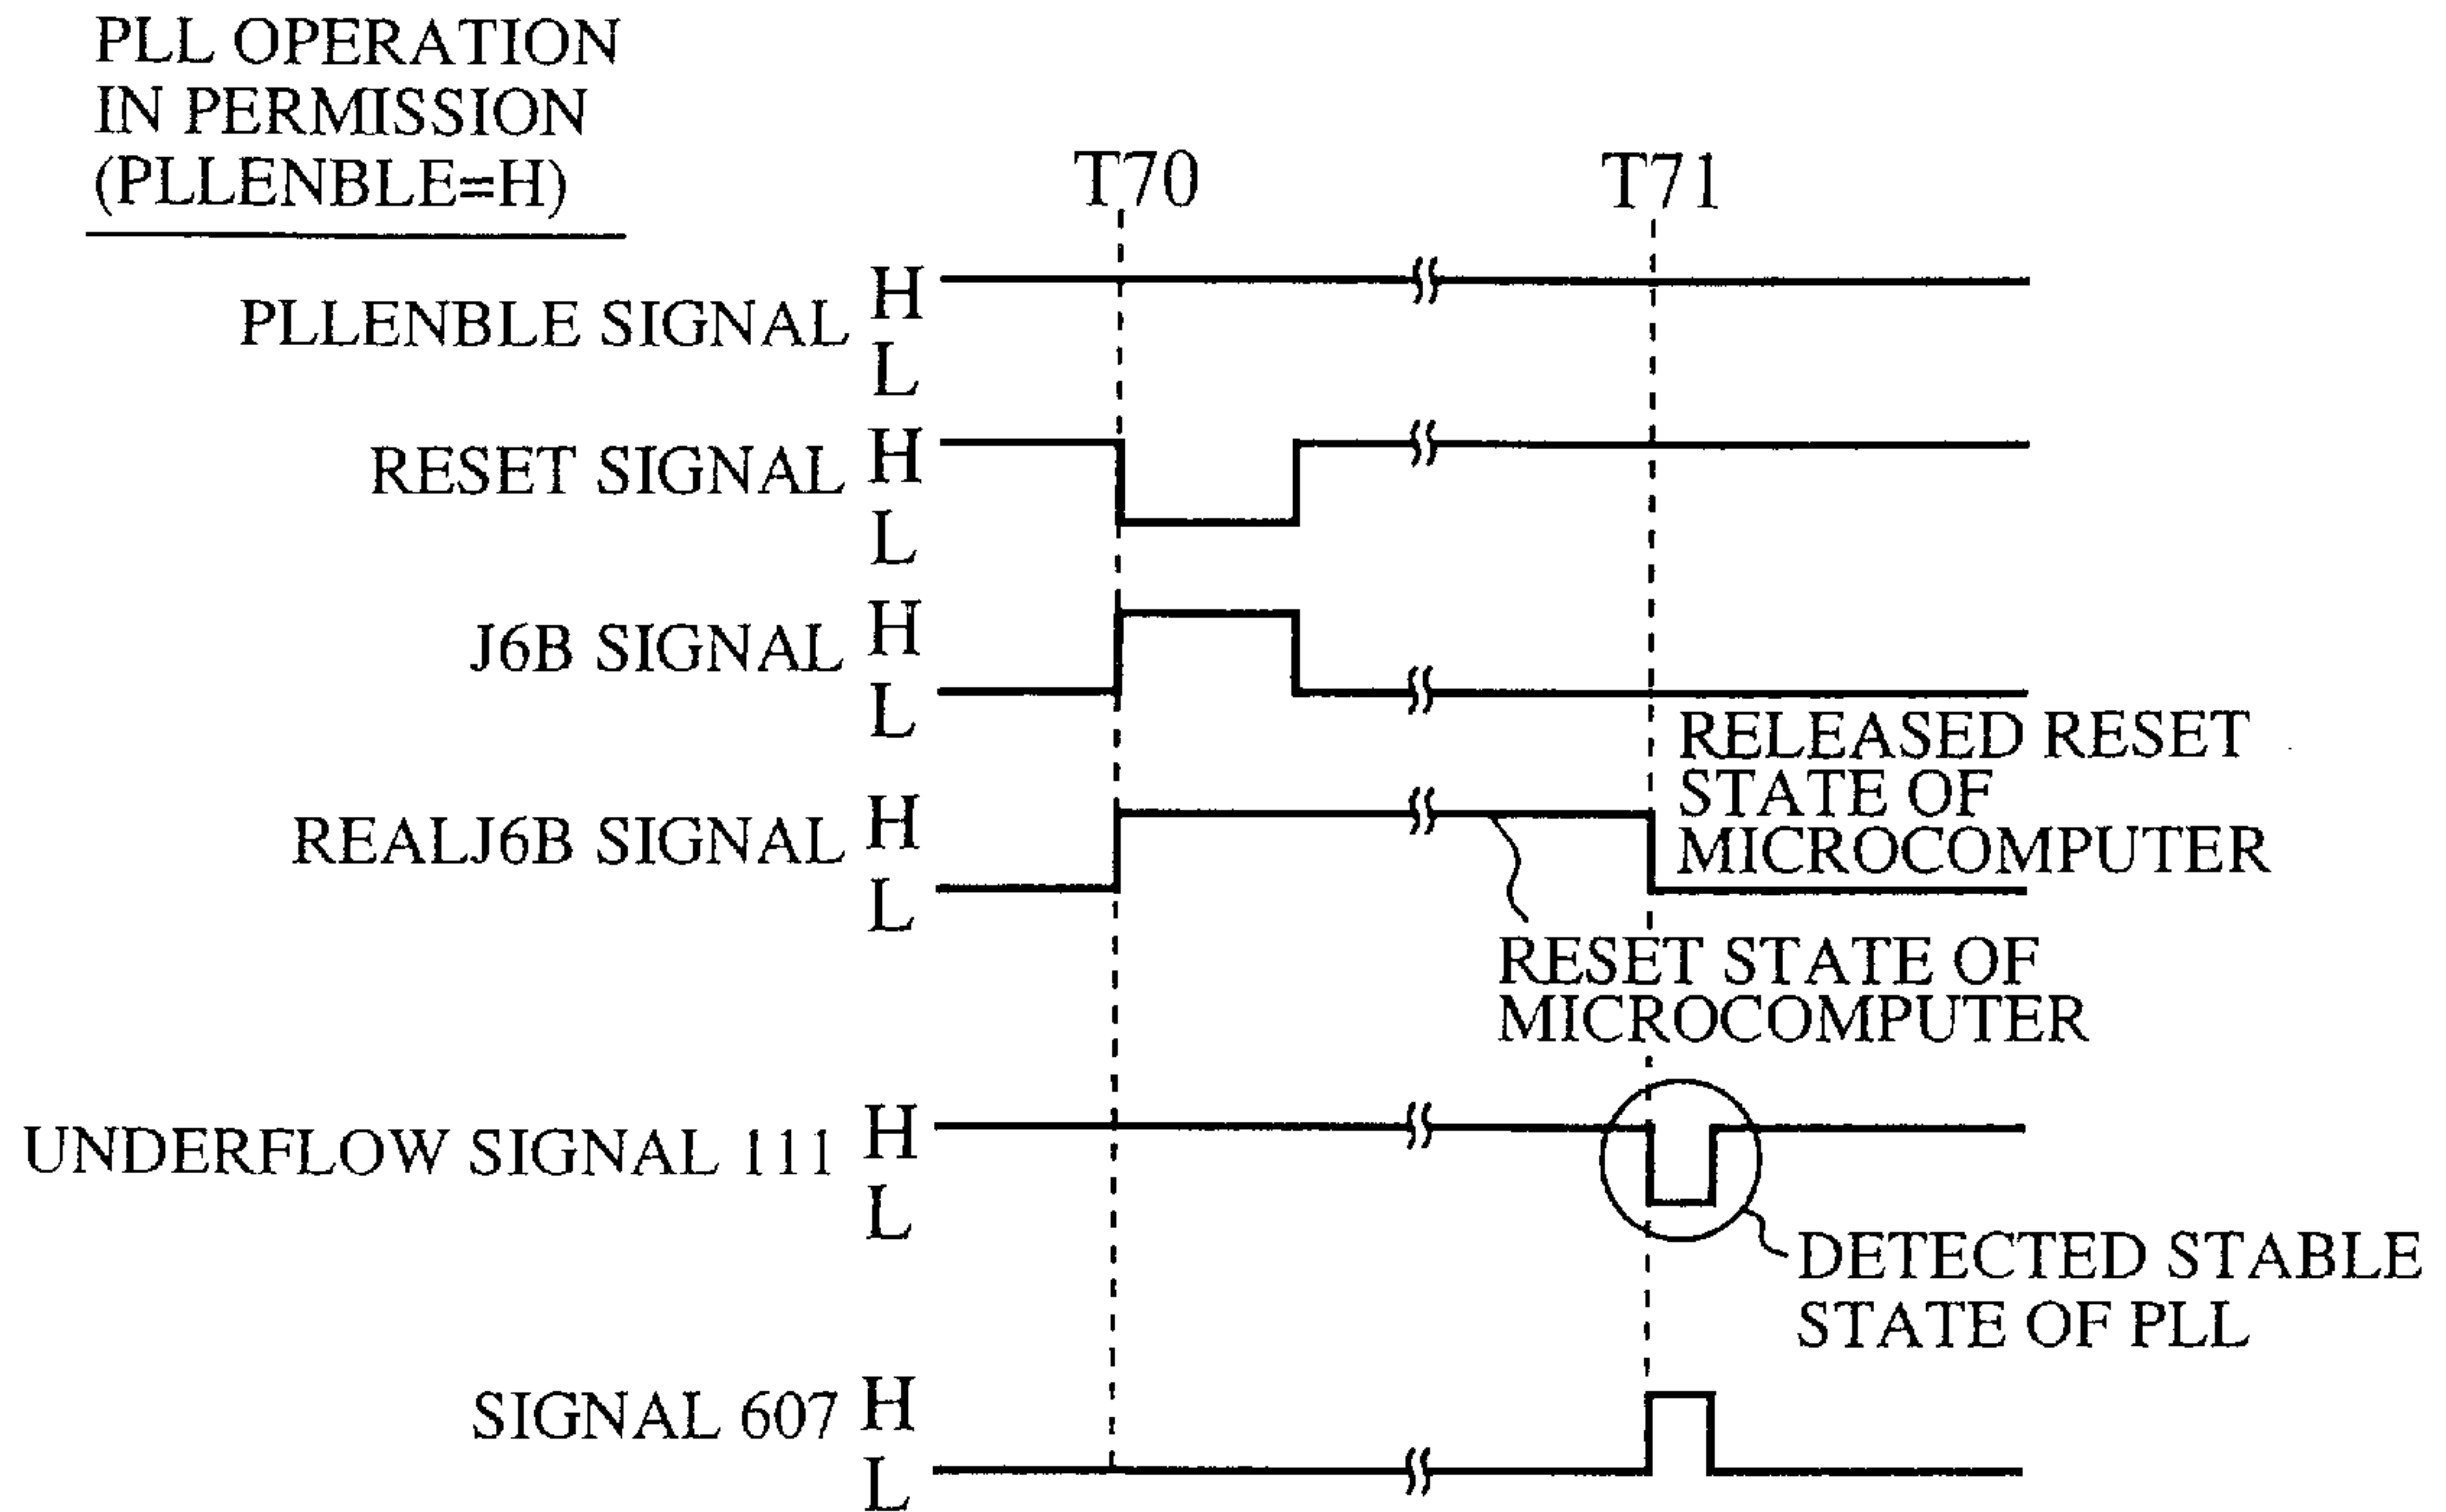 PLL OPERATION
IN PERMISSION
(PLLENBLE=H)
T70
T71
PLLENBLE SIGNAL
H
L
RESET SIGNAL
H
L
J6B SIGNAL
H
L
RELEASED RESET
STATE OF
MICROCOMPUTER
REALJ6B SIGNAL
H
L
RESET STATE OF
MICROCOMPUTER
UNDERFLOW SIGNAL 111
H
L
DETECTED STABLE
STATE OF PLL
SIGNAL 607
H
L